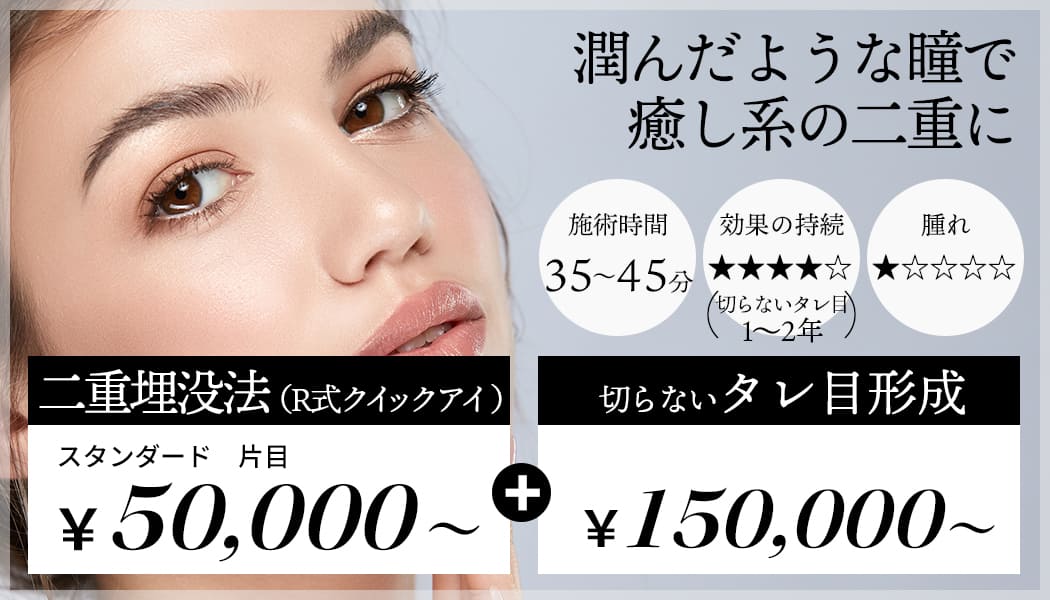 潤んだような瞳で
癒し系の二重に
施術時間
35〜45分
効果の持続
★★★★☆
(切らないタレ目
1〜2年)
腫れ
★☆☆☆☆
二重埋没法(R式クイックアイ)
スタンダード 片目
¥50,000〜
+
切らないタレ目形成
¥150,000〜